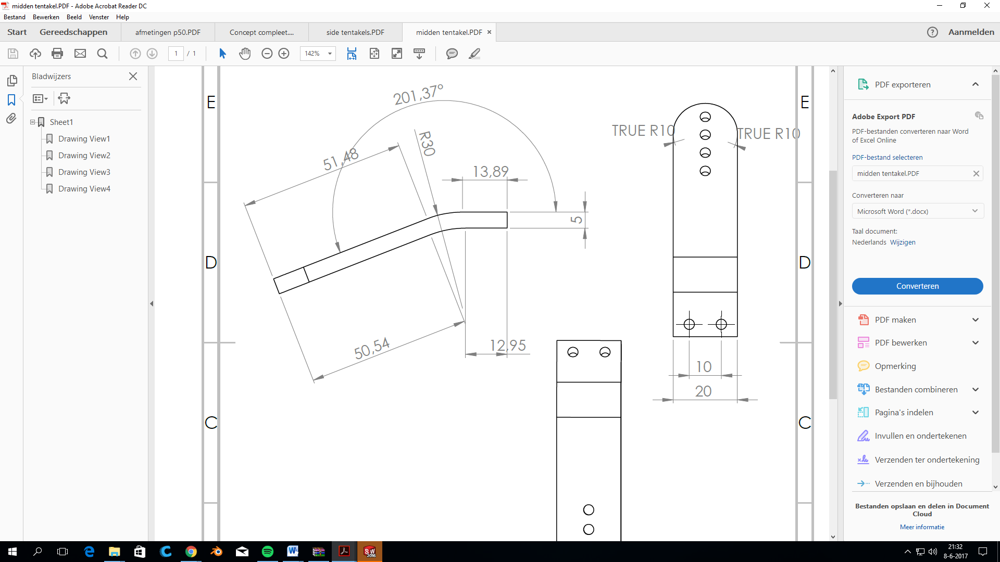 midden tentakel.PDF - Adobe Acrobat Reader DC
Bestand Bewerken Beeld Venster Help
Start Gereedschappen afmetingen p50.PDF Concept compleet.... side tentakels.PDF midden tentakel.PDF × ? Aanmelden
1 / 1 142%
Bladwijzers
Sheet1
Drawing View1
Drawing View2
Drawing View3
Drawing View4
E
D
C
201,37°
51,48
R30
13,89
5
50,54
12,95
TRUE R10
TRUE R10
10
20
E
D
C
PDF exporteren
Adobe Export PDF
PDF-bestanden converteren naar Word
of Excel Online
PDF-bestand selecteren
midden tentakel.PDF
Converteren naar
Microsoft Word (*.docx)
Taal document:
Nederlands Wijzigen
Converteren
PDF maken
PDF bewerken
Opmerking
Bestanden combineren
Pagina's indelen
Invullen en ondertekenen
Verzenden ter ondertekening
Verzenden en bijhouden
Bestanden opslaan en delen in Document
Cloud
Meer informatie
SW
2016
21:32
8-6-2017